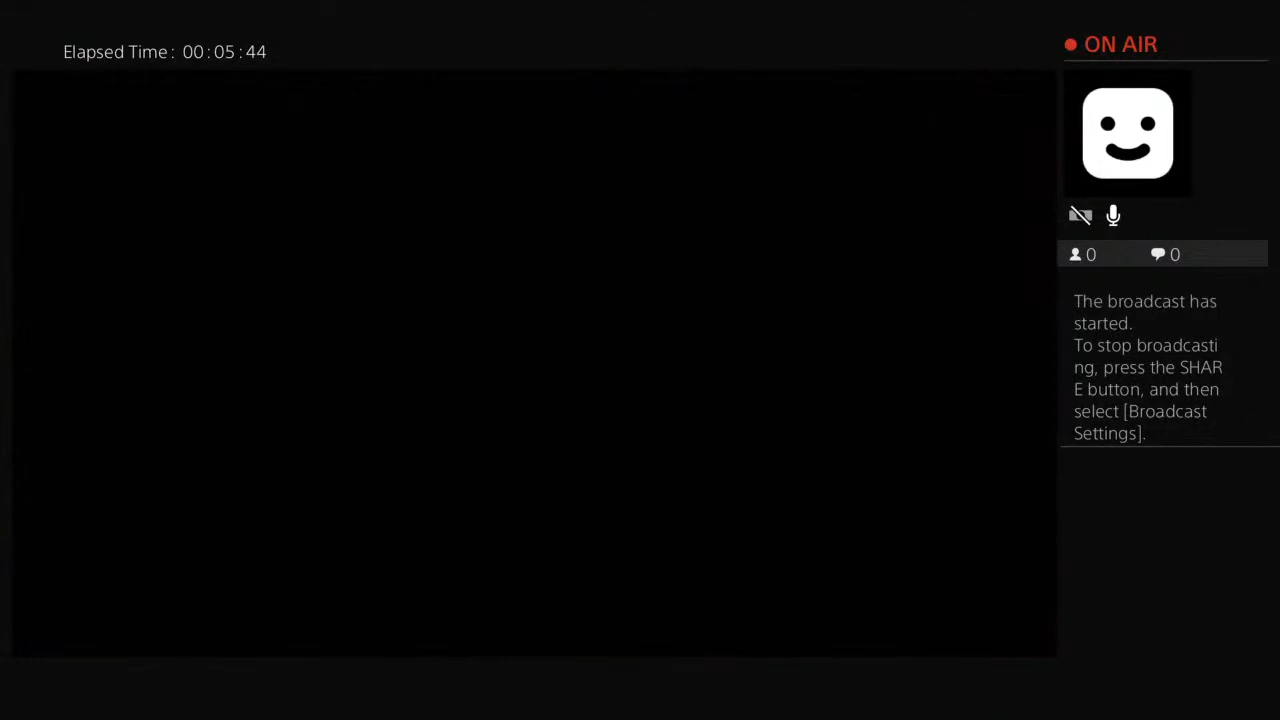 Elapsed Time: 00:05:44
ON AIR
0 0
The broadcast has
started.
To stop broadcasti
ng, press the SHAR
E button, and then
select [Broadcast
Settings].